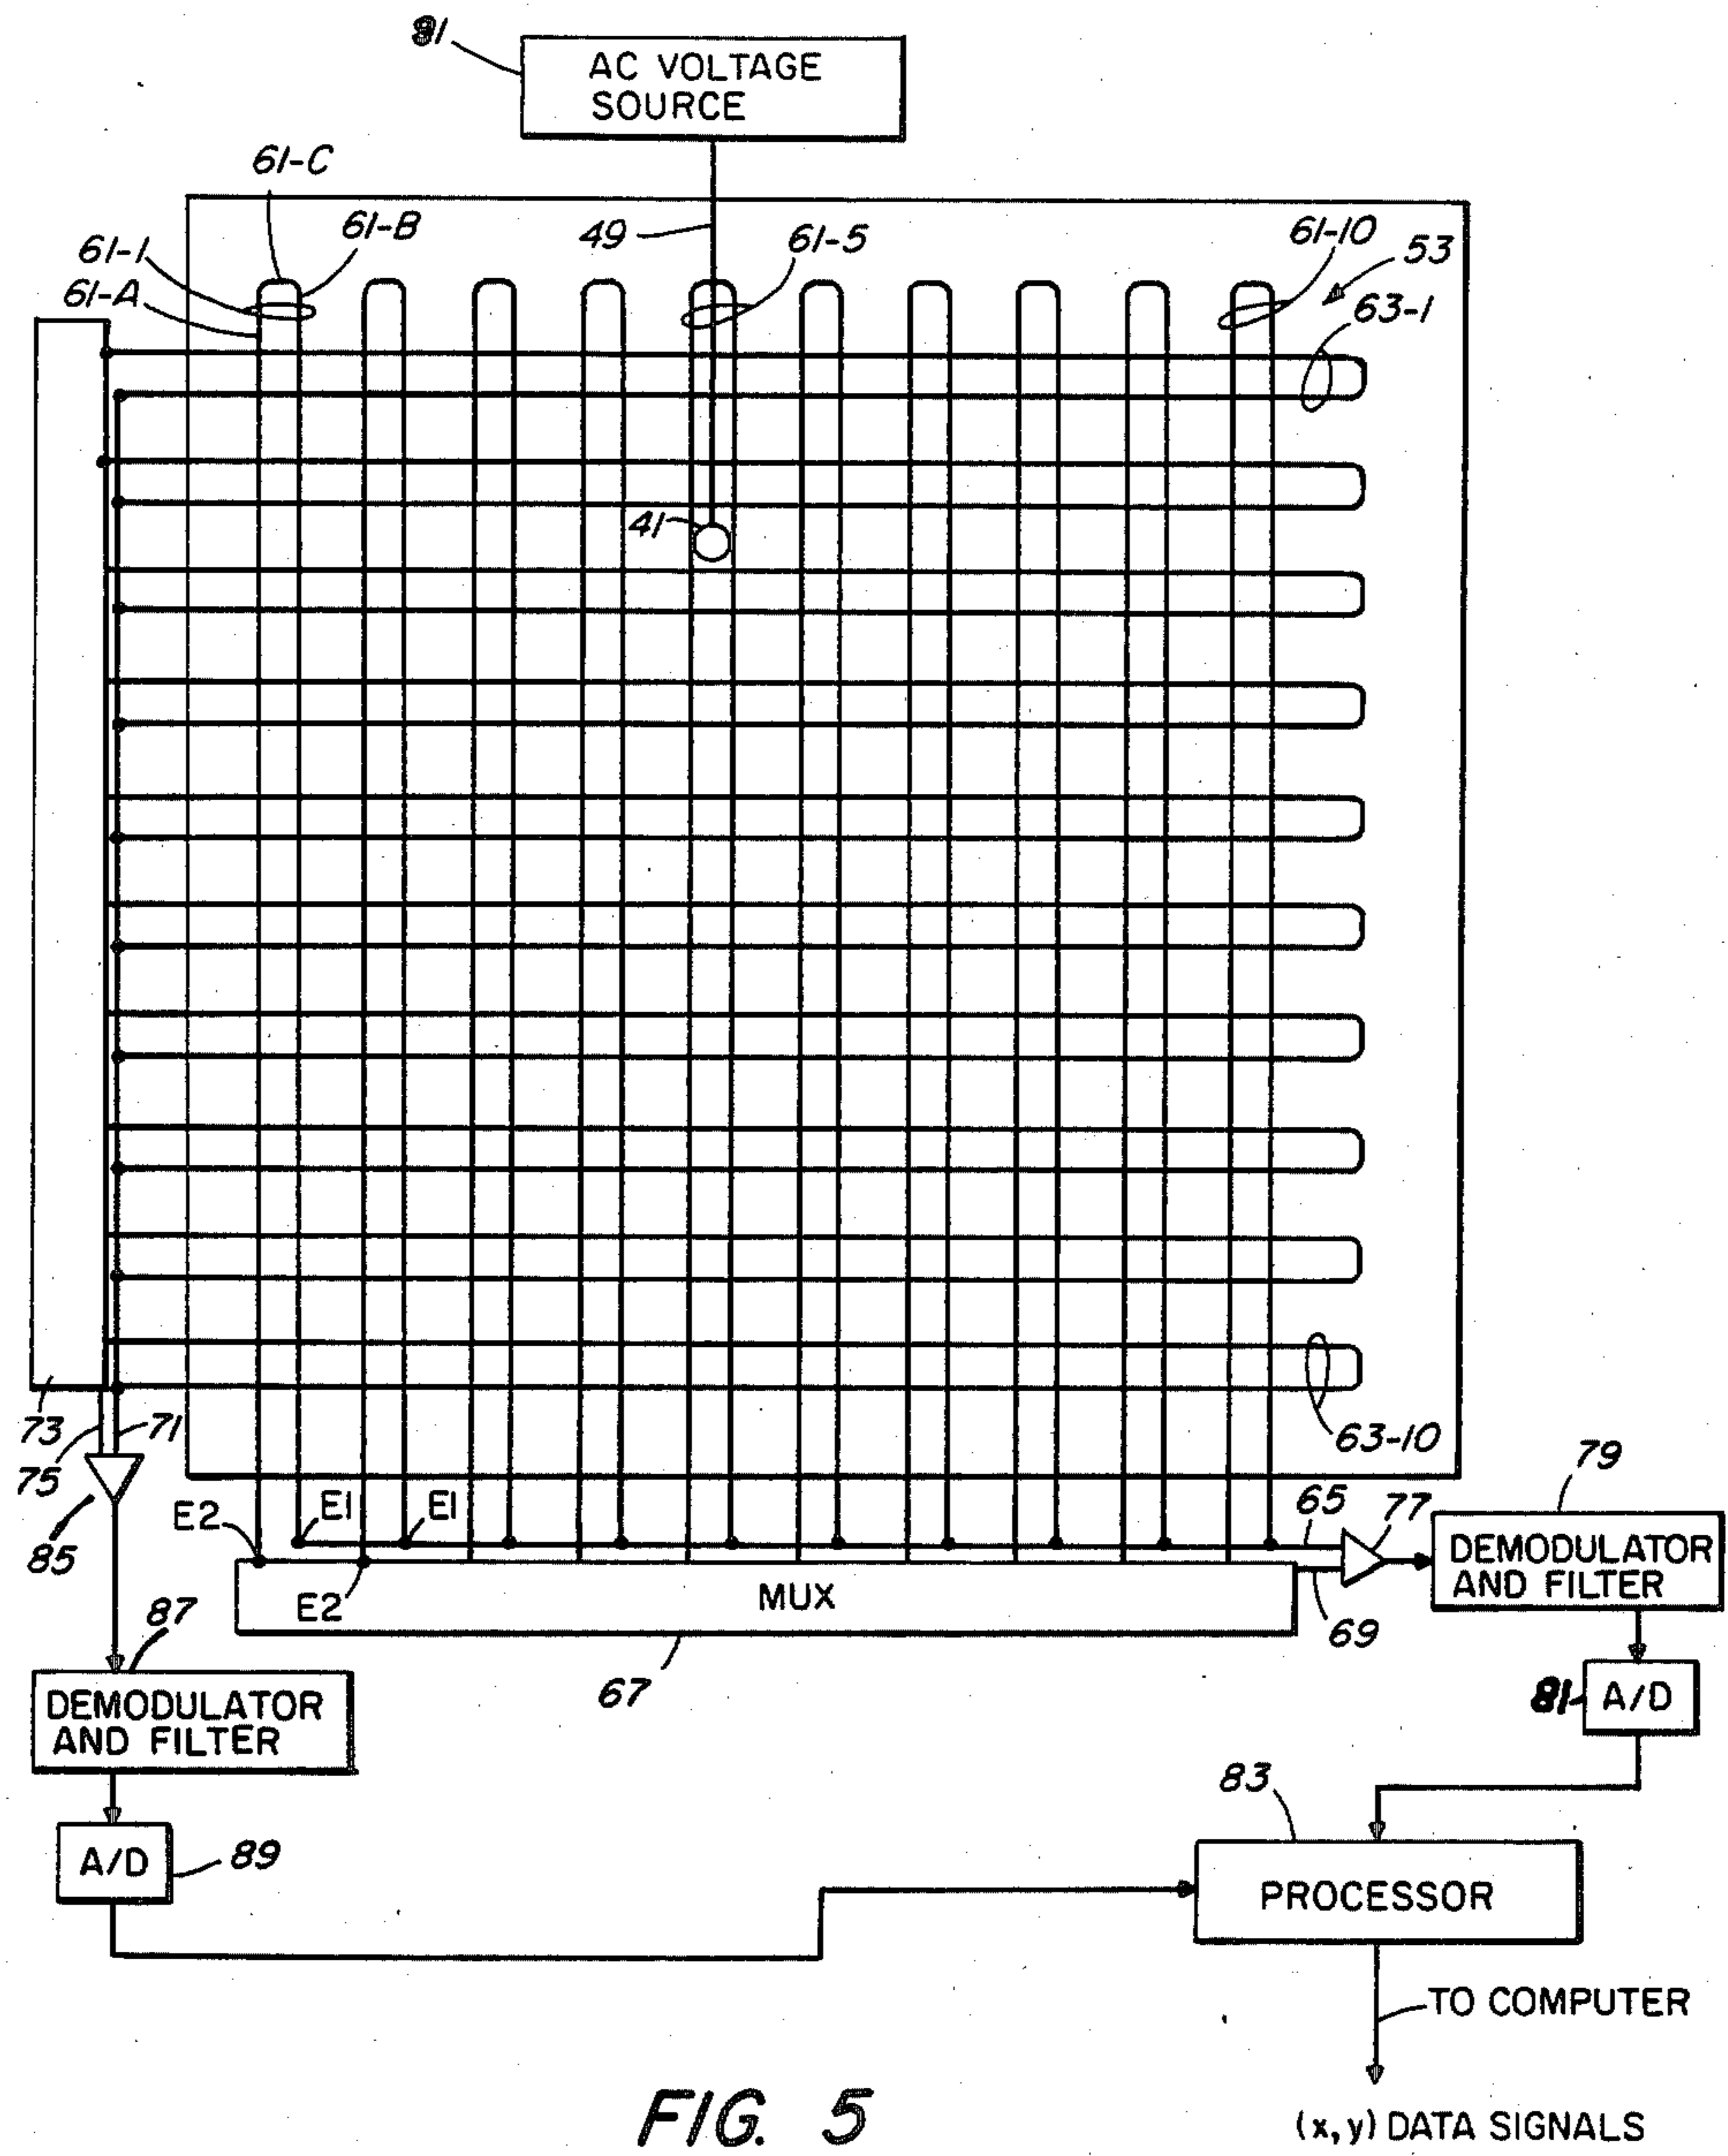 91
AC VOLTAGE
SOURCE
61-C
61-B
49
61-5
61-10
53
61-1
61-A
63-1
41
73
71
75
63-10
79
E2
E1
E1
65
77
85
DEMODULATOR
AND FILTER
E2
MUX
69
87
67
81
A/D
DEMODULATOR
AND FILTER
83
A/D
89
PROCESSOR
TO COMPUTER
FIG. 5
(x,y) DATA SIGNALS